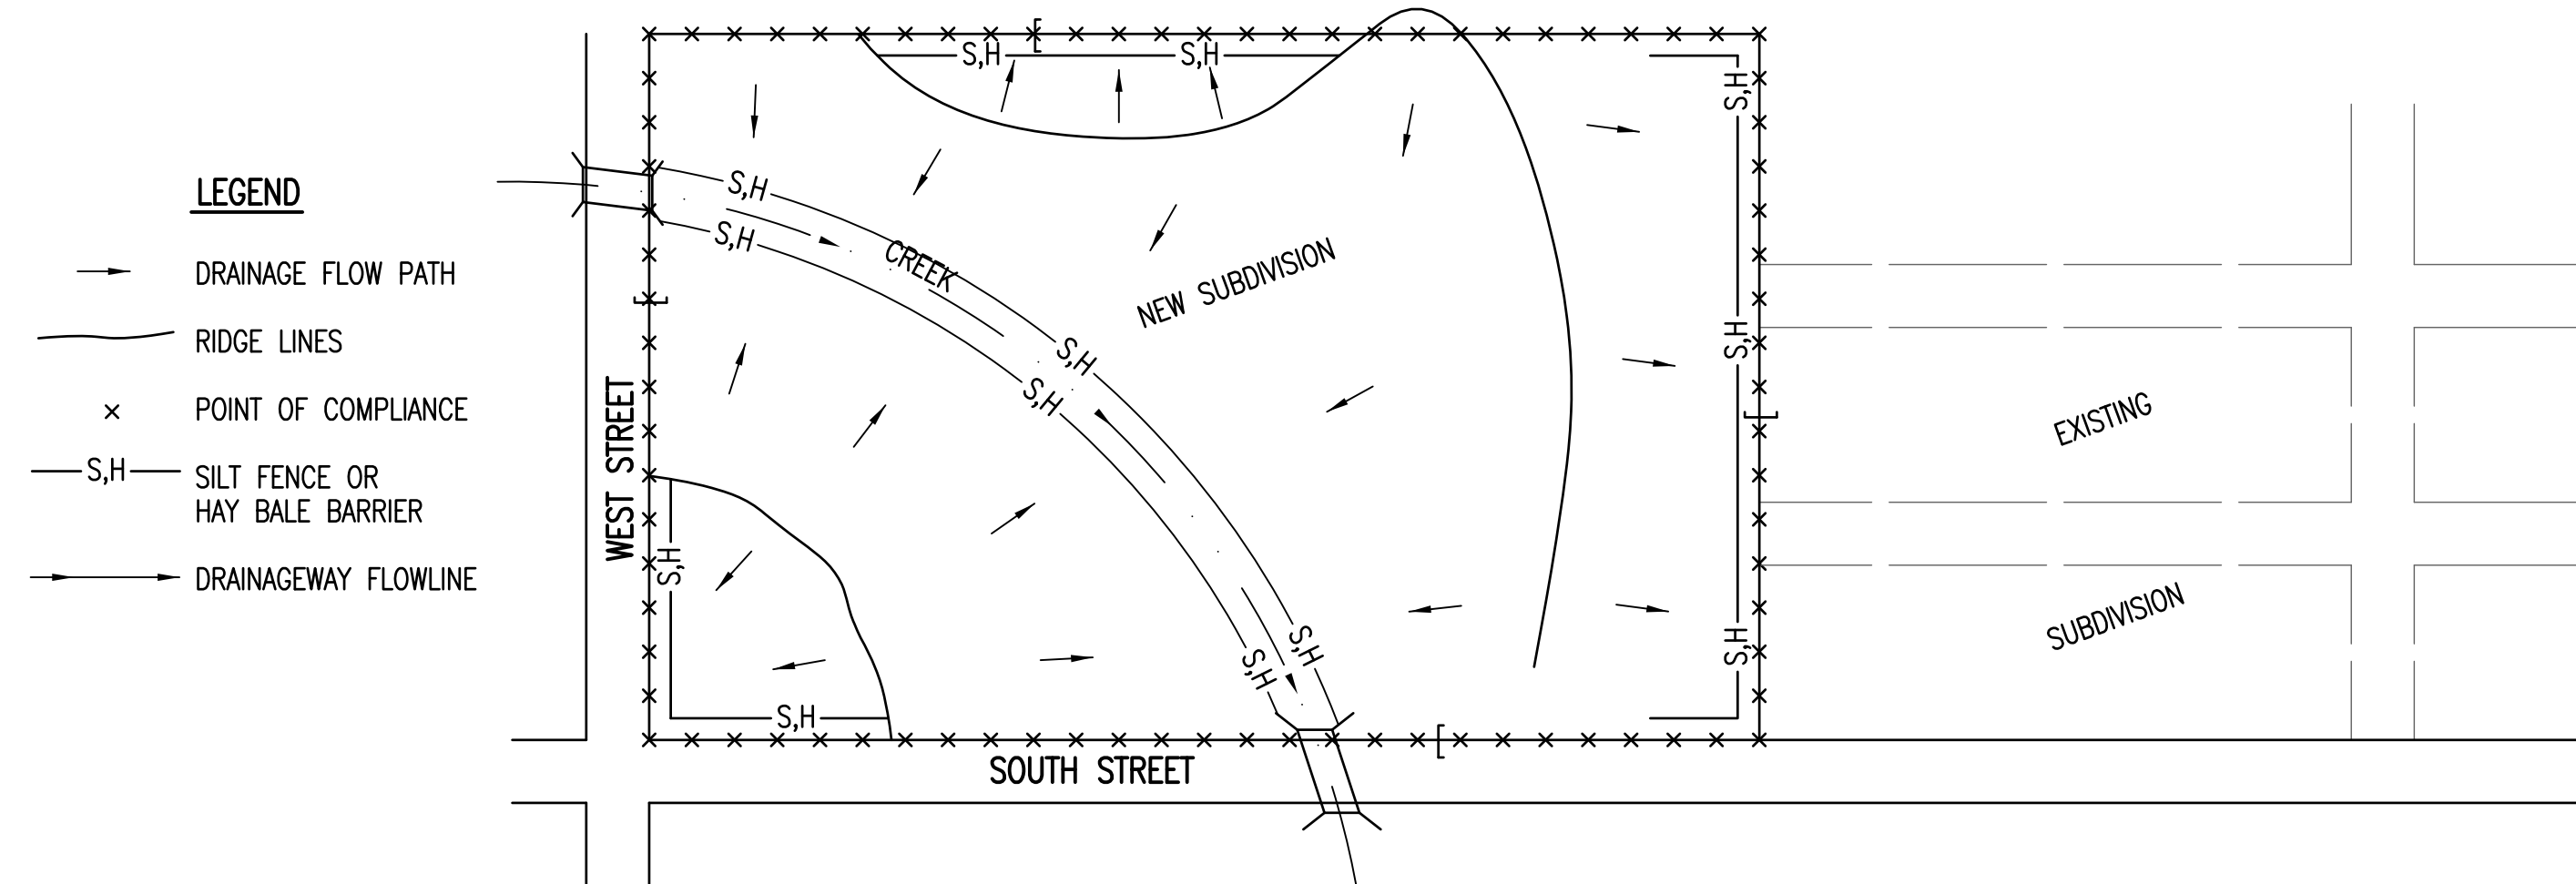 LEGEND
DRAINAGE FLOW PATH
RIDGE LINES
POINT OF COMPLIANCE
S,H
SILT FENCE OR
HAY BALE BARRIER
DRAINAGEWAY FLOWLINE
S,H
S,H
S,H
S,H
S,H
CREEK
NEW SUBDIVISION
S,H
S,H
S,H
WEST STREET
EXISTING
S,H
S,H
S,H
S,H
SUBDIVISION
S,H
SOUTH STREET